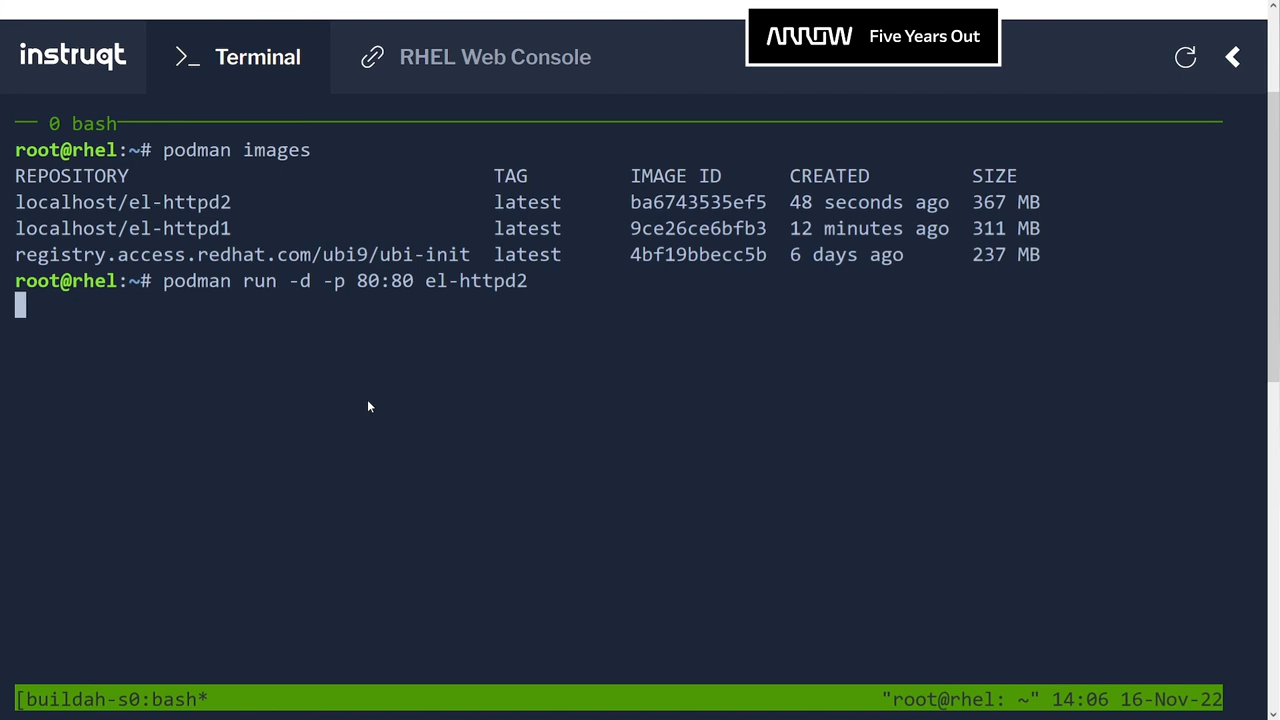 ARROW Five Years Out
instruqt >_ Terminal RHEL Web Console
0 bash
root@rhel:~# podman images
REPOSITORY TAG IMAGE ID CREATED SIZE
localhost/el-httpd2 latest ba6743535ef5 48 seconds ago 367 MB
localhost/el-httpd1 latest 9ce26ce6bfb3 12 minutes ago 311 MB
registry.access.redhat.com/ubi9/ubi-init latest 4bf19bbecc5b 6 days ago 237 MB
root@rhel:~# podman run -d -p 80:80 el-httpd2
[buildah-s0:bash* "root@rhel: ~" 14:06 16-Nov-22